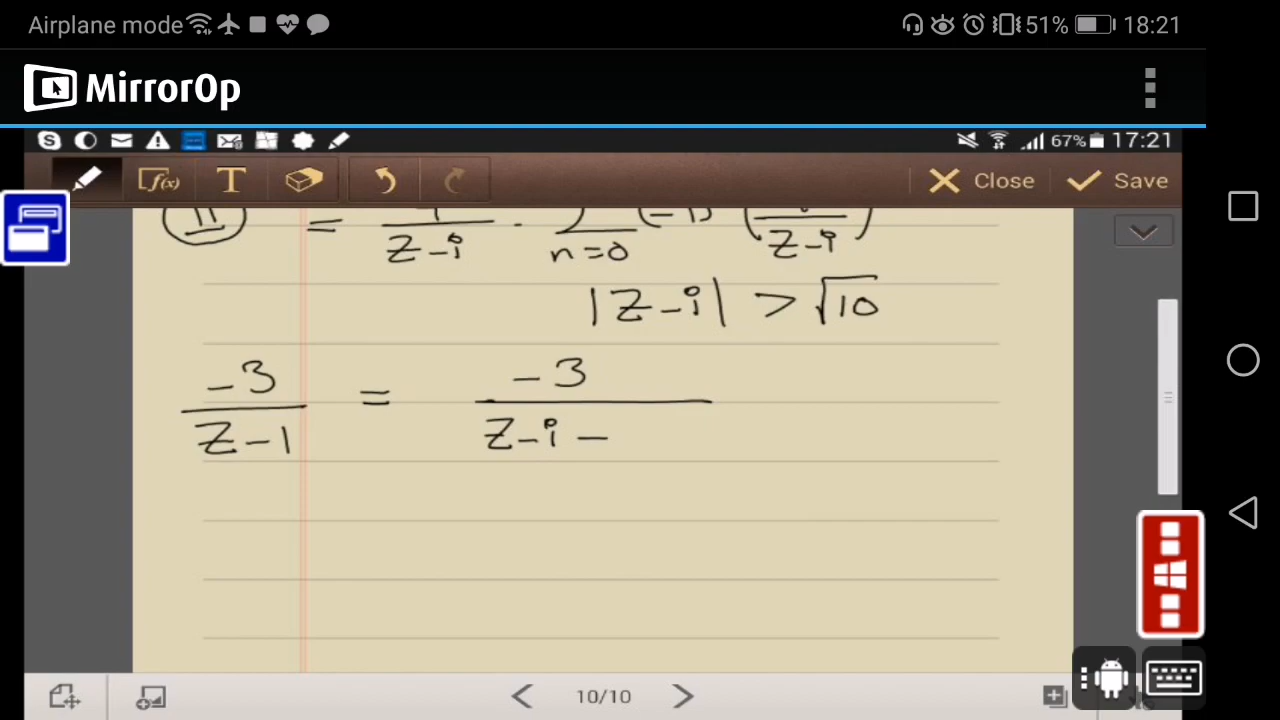 Airplane mode 51% 18:21
MirrorOp
67% 17:21
f(x) T Close Save
II = 1/(z-i) · Σ n=0 (-1) ( /(z-i))
|z-i| > √10
-3/(z-1) = -3/(z-i-
10/10